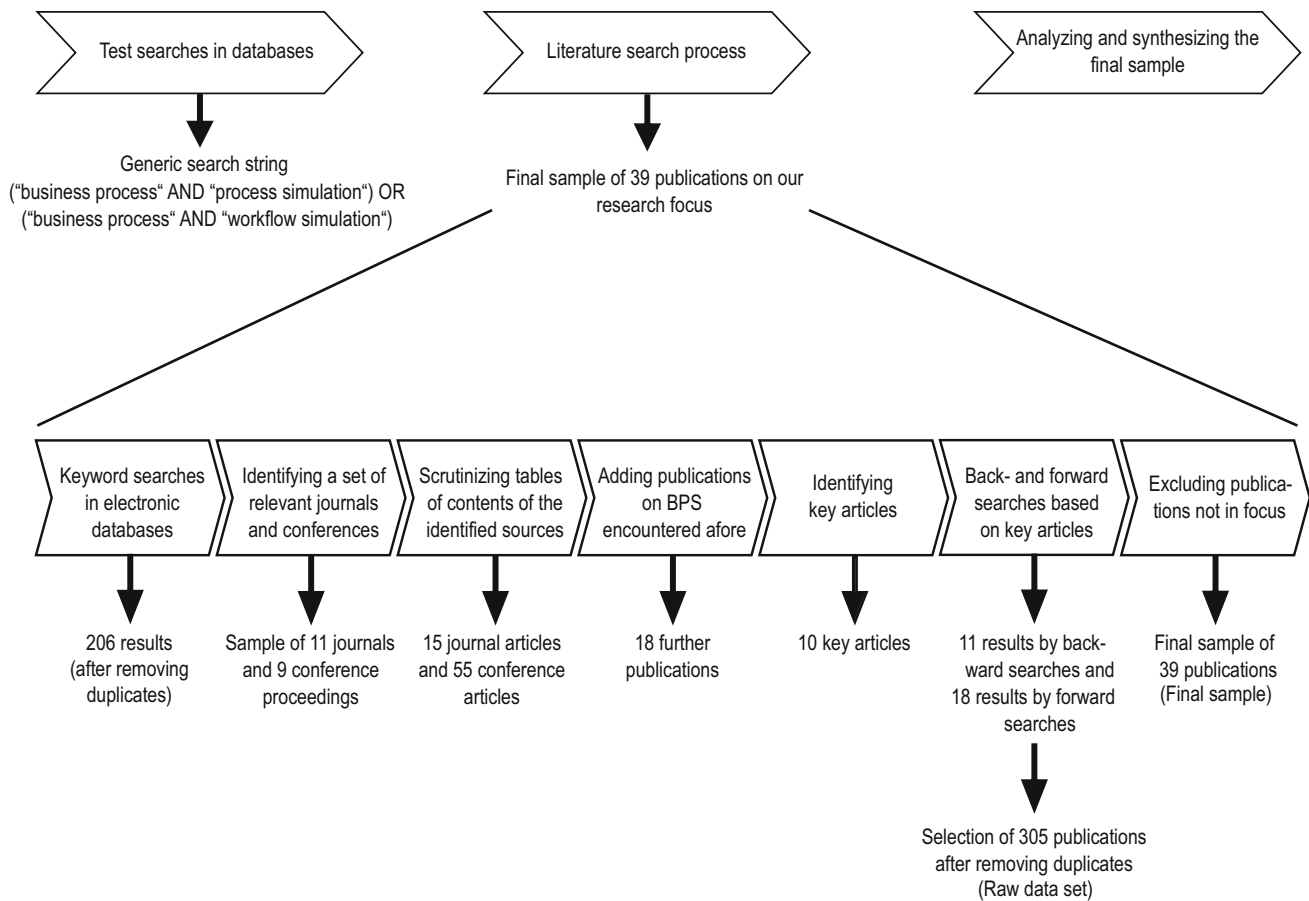 Test searches in databases
Literature search process
Analyzing and synthesizing the
final sample
Generic search string
(“business process“ AND “process simulation“) OR
(“business process“ AND “workflow simulation“)
Final sample of 39 publications on our
research focus
Keyword searches
in electronic
databases
Identifying a set of
relevant journals
and conferences
Scrutinizing tables
of contents of the
identified sources
Adding publications
on BPS
encountered afore
Identifying
key articles
Back- and forward
searches based
on key articles
Excluding publica-
tions not in focus
206 results
(after removing
duplicates)
Sample of 11 journals
and 9 conference
proceedings
15 journal articles
and 55 conference
articles
18 further
publications
10 key articles
11 results by back-
ward searches and
18 results by forward
searches
Final sample of
39 publications
(Final sample)
Selection of 305 publications
after removing duplicates
(Raw data set)